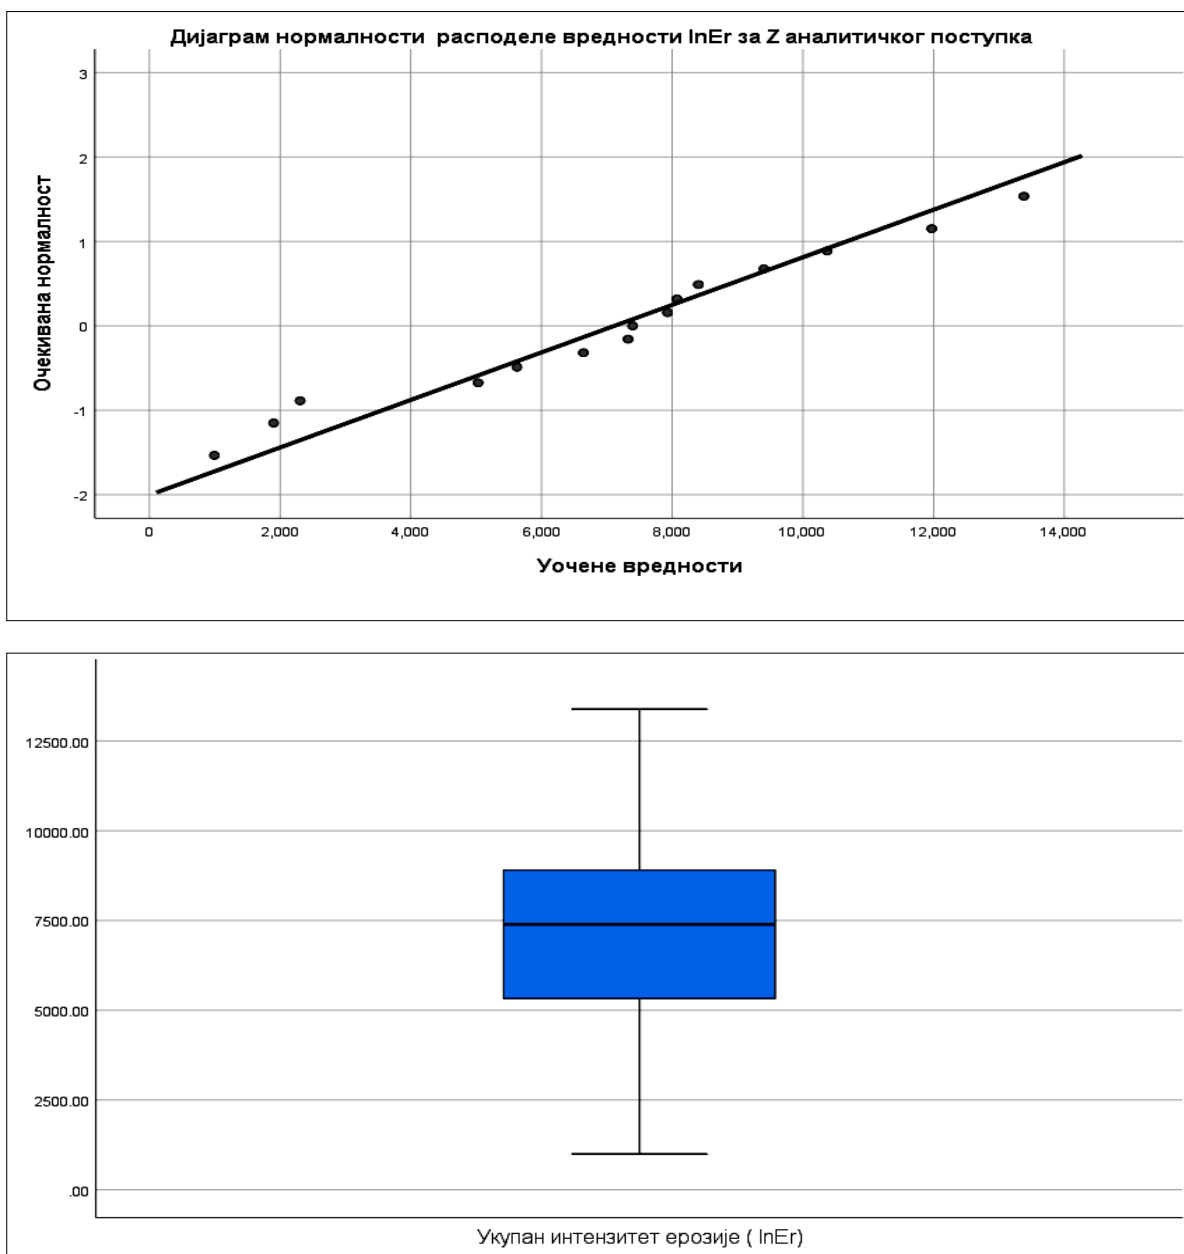 Дијаграм нормалности расподеле вредности InEr за Z аналитичког поступка
3
2
1
0
-1
-2
Очекивана нормалност
0 2,000 4,000 6,000 8,000 10,000 12,000 14,000
Уочене вредности
12500.00
10000.00
7500.00
5000.00
2500.00
.00
Укупан интензитет ерозије ( InEr)